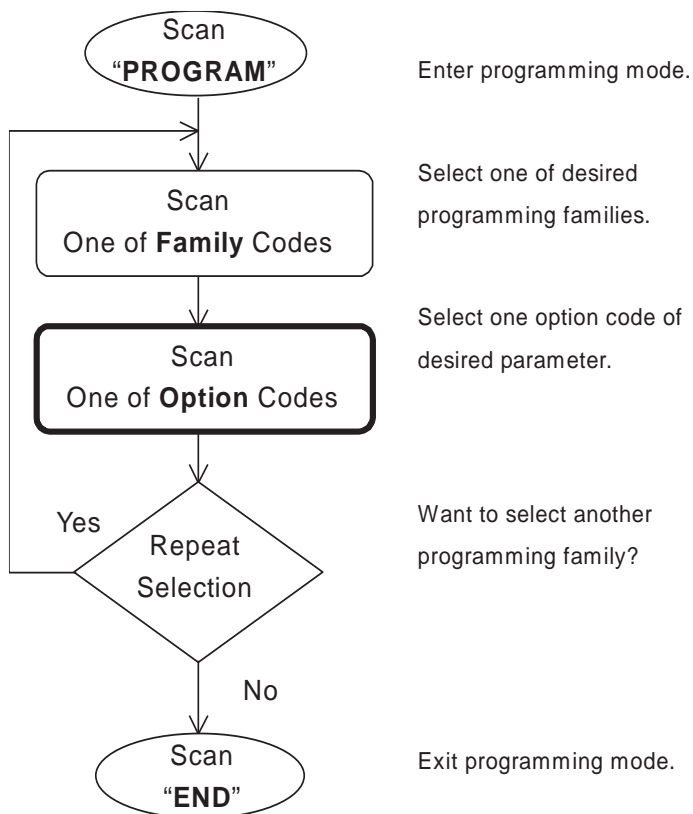 Scan
“PROGRAM”
Enter programming mode.
Scan
One of Family Codes
Select one of desired
programming families.
Scan
One of Option Codes
Select one option code of
desired parameter.
Yes
Repeat
Selection
Want to select another
programming family?
No
Scan
“END”
Exit programming mode.